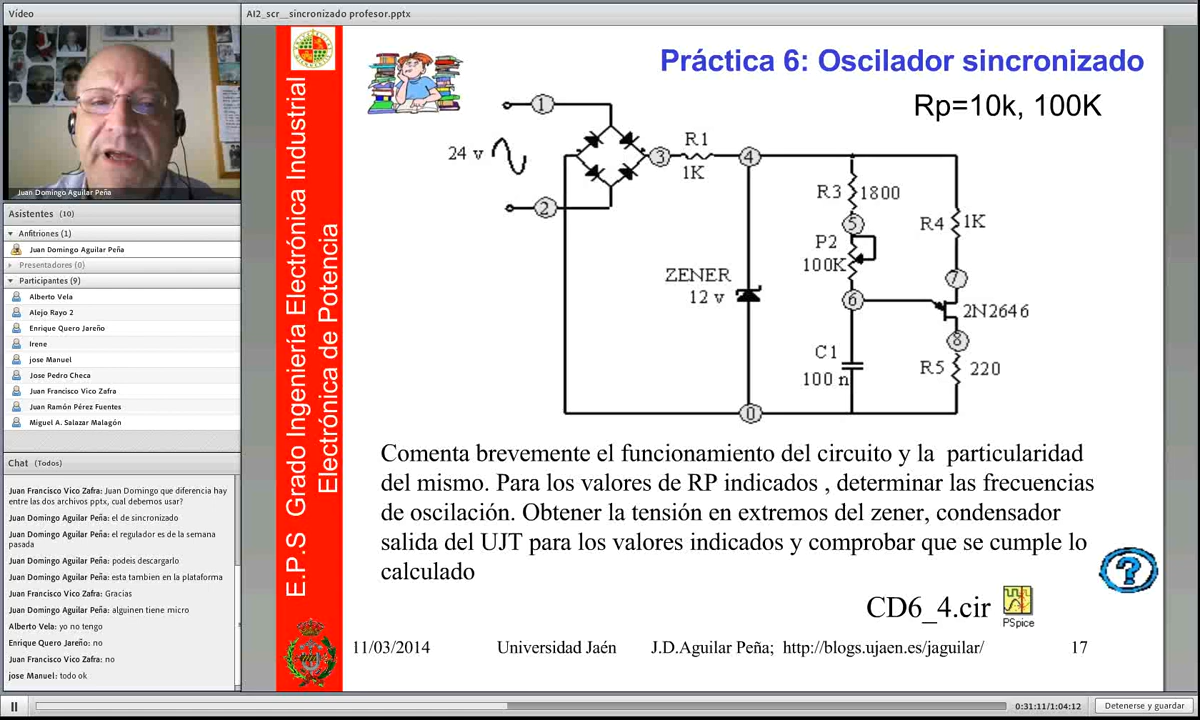 Vídeo
Juan Domingo Aguilar Peña
Asistentes (10)
Anfitriones (1)
Juan Domingo Aguilar Peña
Presentadores (0)
Participantes (9)
Alberto Vela
Alejo Rayo 2
Enrique Quero Jareño
Irene
jose Manuel
Jose Pedro Checa
Juan Francisco Vico Zafra
Juan Ramón Pérez Fuentes
Miguel A. Salazar Malagón
Chat (Todos)
Juan Francisco Vico Zafra: Juan Domingo que diferencia hay
entre las dos archivos pptx, cual debemos usar?
Juan Domingo Aguilar Peña: el de sincronizado
Juan Domingo Aguilar Peña: el regulador es de la semana
pasada
Juan Domingo Aguilar Peña: podeis descargarlo
Juan Domingo Aguilar Peña: esta tambien en la plataforma
Juan Francisco Vico Zafra: Gracias
Juan Domingo Aguilar Peña: alguinen tiene micro
Alberto Vela: yo no tengo
Enrique Quero Jareño: no
Juan Francisco Vico Zafra: no
jose Manuel: todo ok
AI2_scr__sincronizado profesor.pptx
E.P.S Grado Ingeniería Electrónica Industrial
Electrónica de Potencia
Práctica 6: Oscilador sincronizado
Rp=10k, 100K
1
24 v
2
3
R1
1K
4
R3
1800
5
P2
100K
R4
1K
ZENER
12 v
6
7
2N2646
8
C1
100 n
R5
220
0
Comenta brevemente el funcionamiento del circuito y la particularidad
del mismo. Para los valores de RP indicados , determinar las frecuencias
de oscilación. Obtener la tensión en extremos del zener, condensador
salida del UJT para los valores indicados y comprobar que se cumple lo
calculado
?
CD6_4.cir
PSpice
11/03/2014
Universidad Jaén
J.D.Aguilar Peña; http://blogs.ujaen.es/jaguilar/
17
0:31:11/1:04:12
Detenerse y guardar